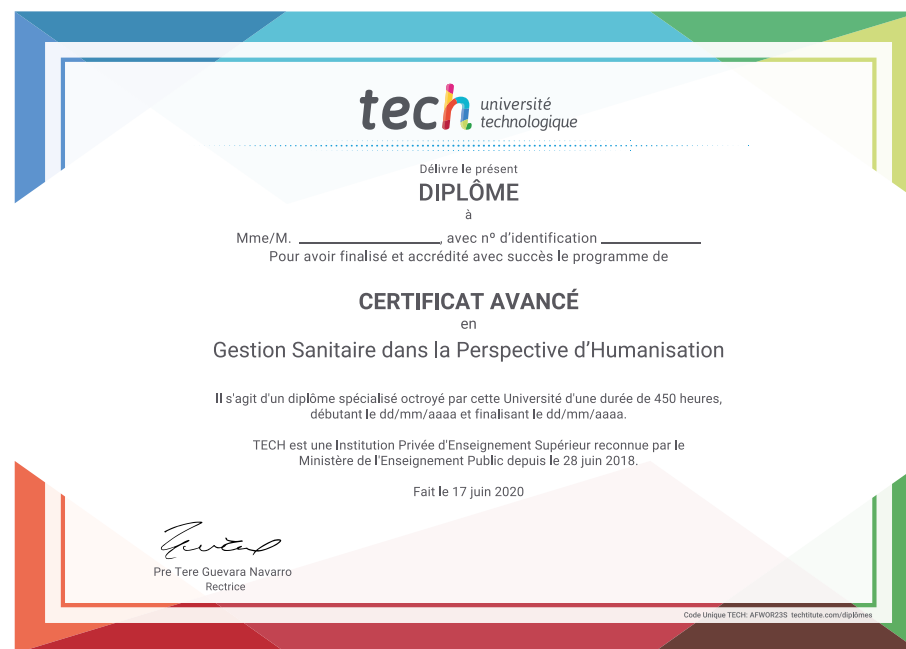 tech université
technologique
Délivre le présent
DIPLÔME
à
Mme/M. ____________________, avec nº d'identification ______________
Pour avoir finalisé et accrédité avec succès le programme de
CERTIFICAT AVANCÉ
en
Gestion Sanitaire dans la Perspective d'Humanisation
Il s'agit d'un diplôme spécialisé octroyé par cette Université d'une durée de 450 heures,
débutant le dd/mm/aaaa et finalisant le dd/mm/aaaa.
TECH est une Institution Privée d'Enseignement Supérieur reconnue par le
Ministère de l'Enseignement Public depuis le 28 juin 2018.
Fait le 17 juin 2020
Pre Tere Guevara Navarro
Rectrice
Code Unique TECH: AFWOR23S techtitute.com/diplômes